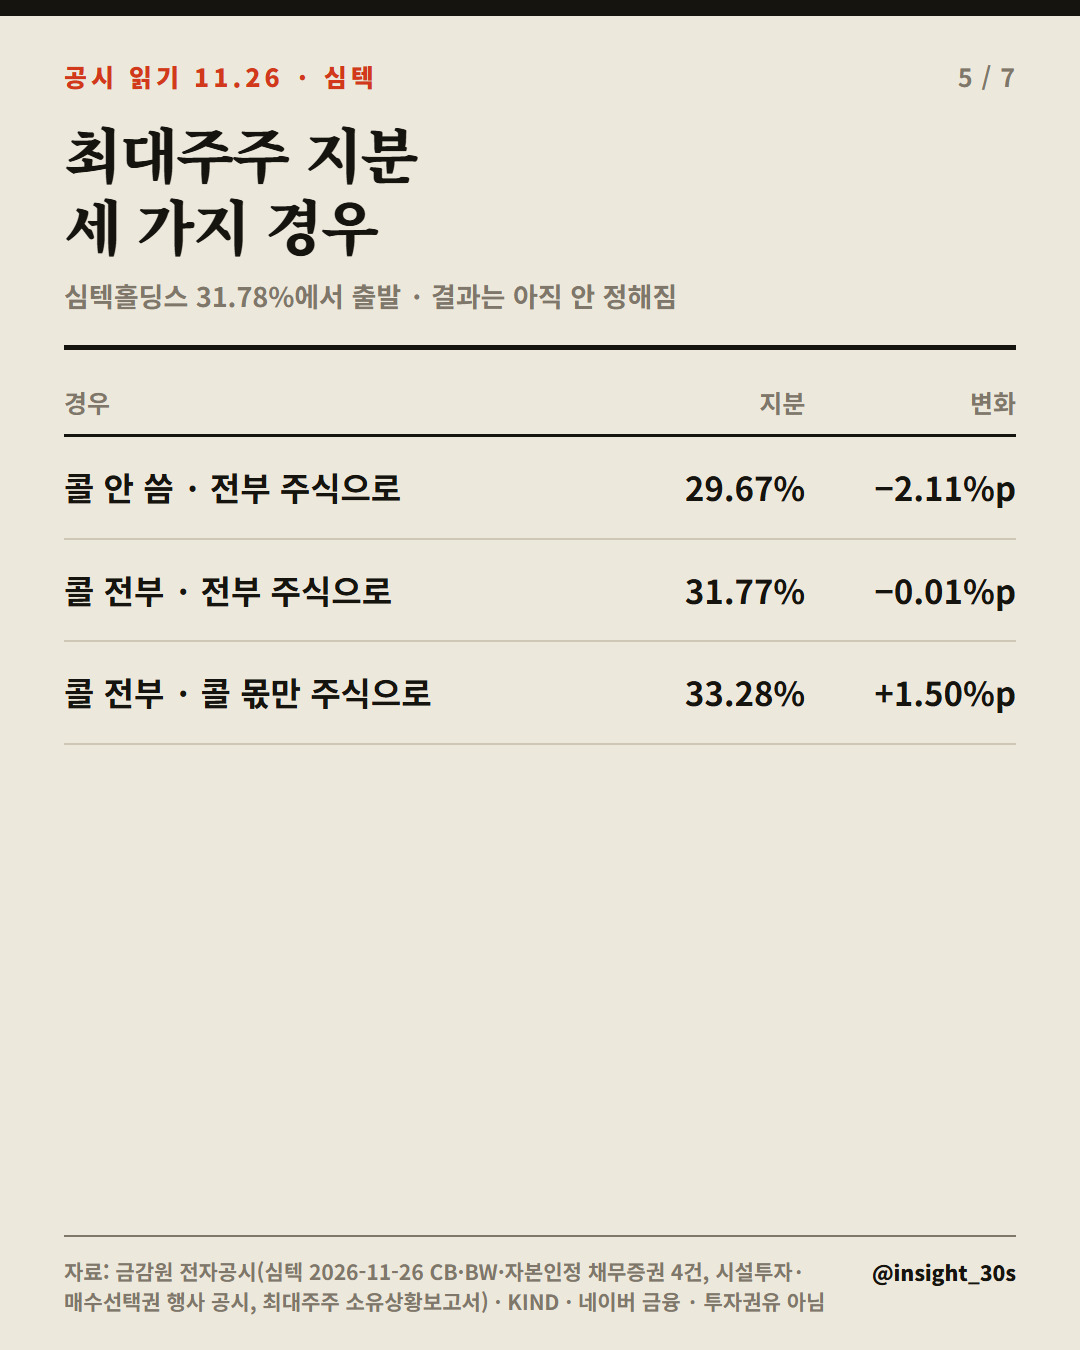 공시 읽기 11.26 · 심텍
5 / 7
최대주주 지분
세 가지 경우
심텍홀딩스 31.78%에서 출발 · 결과는 아직 안 정해짐
경우 지분 변화
콜 안 씀 · 전부 주식으로 29.67% −2.11%p
콜 전부 · 전부 주식으로 31.77% −0.01%p
콜 전부 · 콜 몫만 주식으로 33.28% +1.50%p
자료: 금감원 전자공시(심텍 2026-11-26 CB·BW·자본인정 채무증권 4건, 시설투자·
매수선택권 행사 공시, 최대주주 소유상황보고서) · KIND · 네이버 금융 · 투자권유 아님
@insight_30s